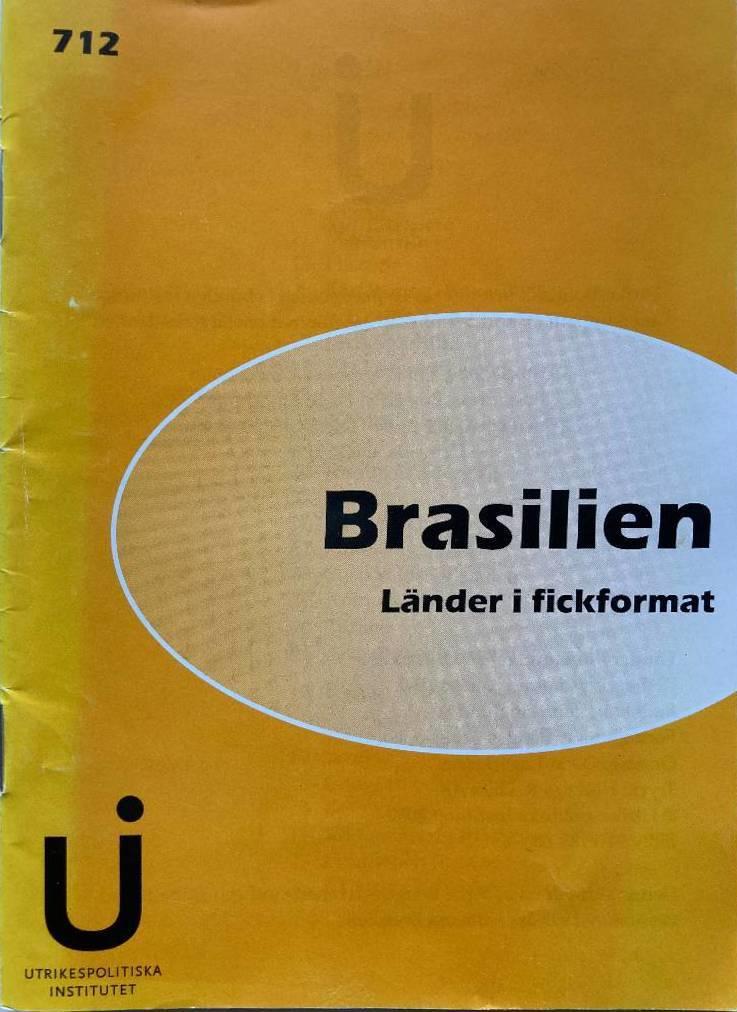 712
Brasilien
Länder i fickformat
UTRIKESPOLITISKA
INSTITUTET